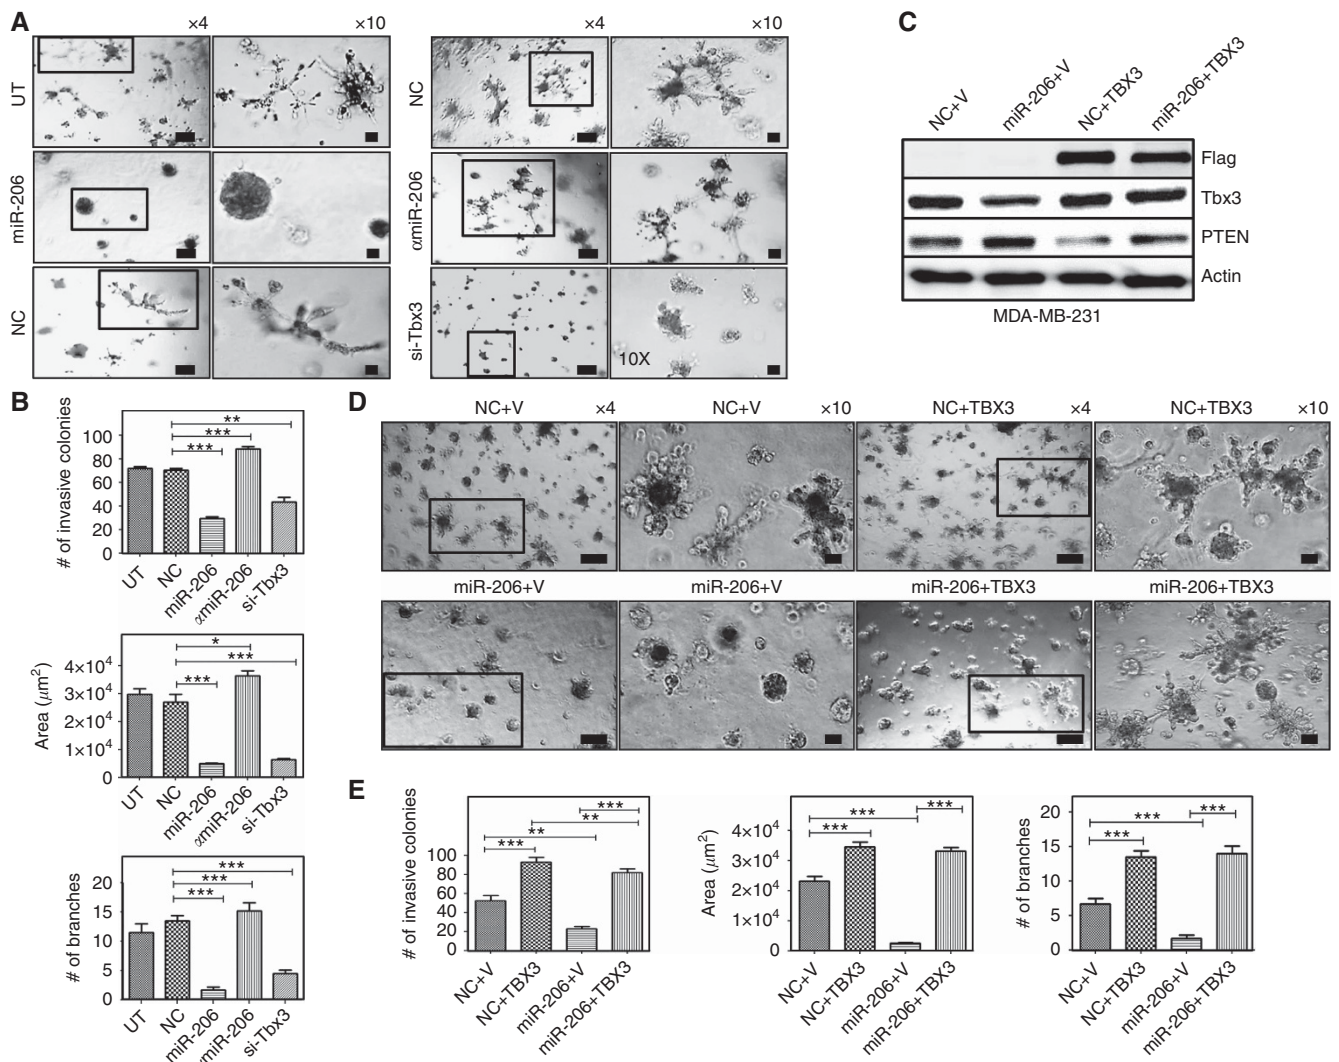 A
×4
×10
×4
×10
UT
miR-206
NC
NC
αmiR-206
si-Tbx3
10X
C
NC+V
miR-206+V
NC+TBX3
miR-206+TBX3
Flag
Tbx3
PTEN
Actin
MDA-MB-231
B
# of invasive colonies
100
80
60
40
20
0
**
***
***
UT
NC
miR-206
αmiR-206
si-Tbx3
Area (μm²)
4×10⁴
3×10⁴
2×10⁴
1×10⁴
0
*
***
***
UT
NC
miR-206
αmiR-206
si-Tbx3
# of branches
20
15
10
5
0
***
***
***
UT
NC
miR-206
αmiR-206
si-Tbx3
D
NC+V ×4
NC+V ×10
NC+TBX3 ×4
NC+TBX3 ×10
miR-206+V
miR-206+V
miR-206+TBX3
miR-206+TBX3
E
# of invasive colonies
100
80
60
40
20
0
***
**
**
***
NC+V
NC+TBX3
miR-206+V
miR-206+TBX3
Area (μm²)
4×10⁴
3×10⁴
2×10⁴
1×10⁴
0
***
***
***
NC+V
NC+TBX3
miR-206+V
miR-206+TBX3
# of branches
20
15
10
5
0
***
***
***
NC+V
NC+TBX3
miR-206+V
miR-206+TBX3